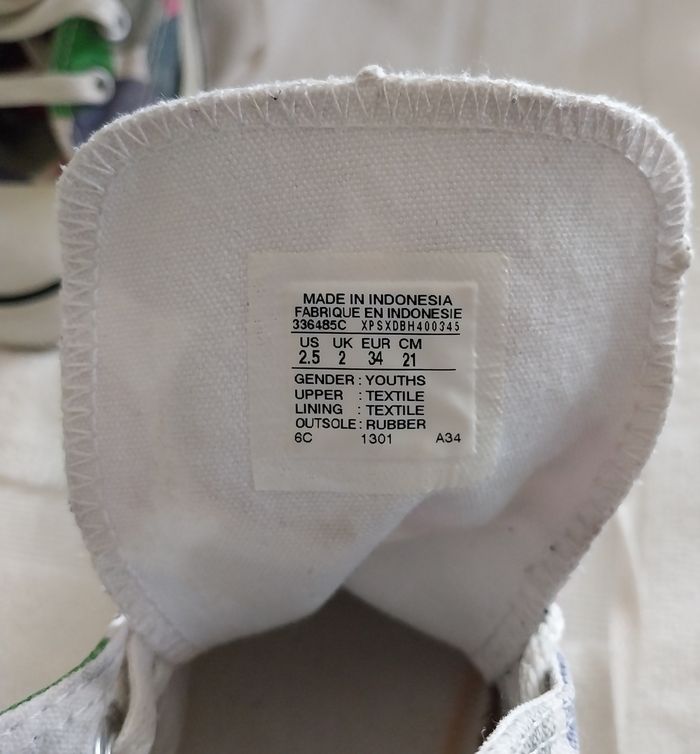 MADE IN INDONESIA
FABRIQUE EN INDONESIE
336485C XPSXDBH400345
US UK EUR CM
2.5 2 34 21
GENDER : YOUTHS
UPPER : TEXTILE
LINING : TEXTILE
OUTSOLE : RUBBER
6C 1301 A34